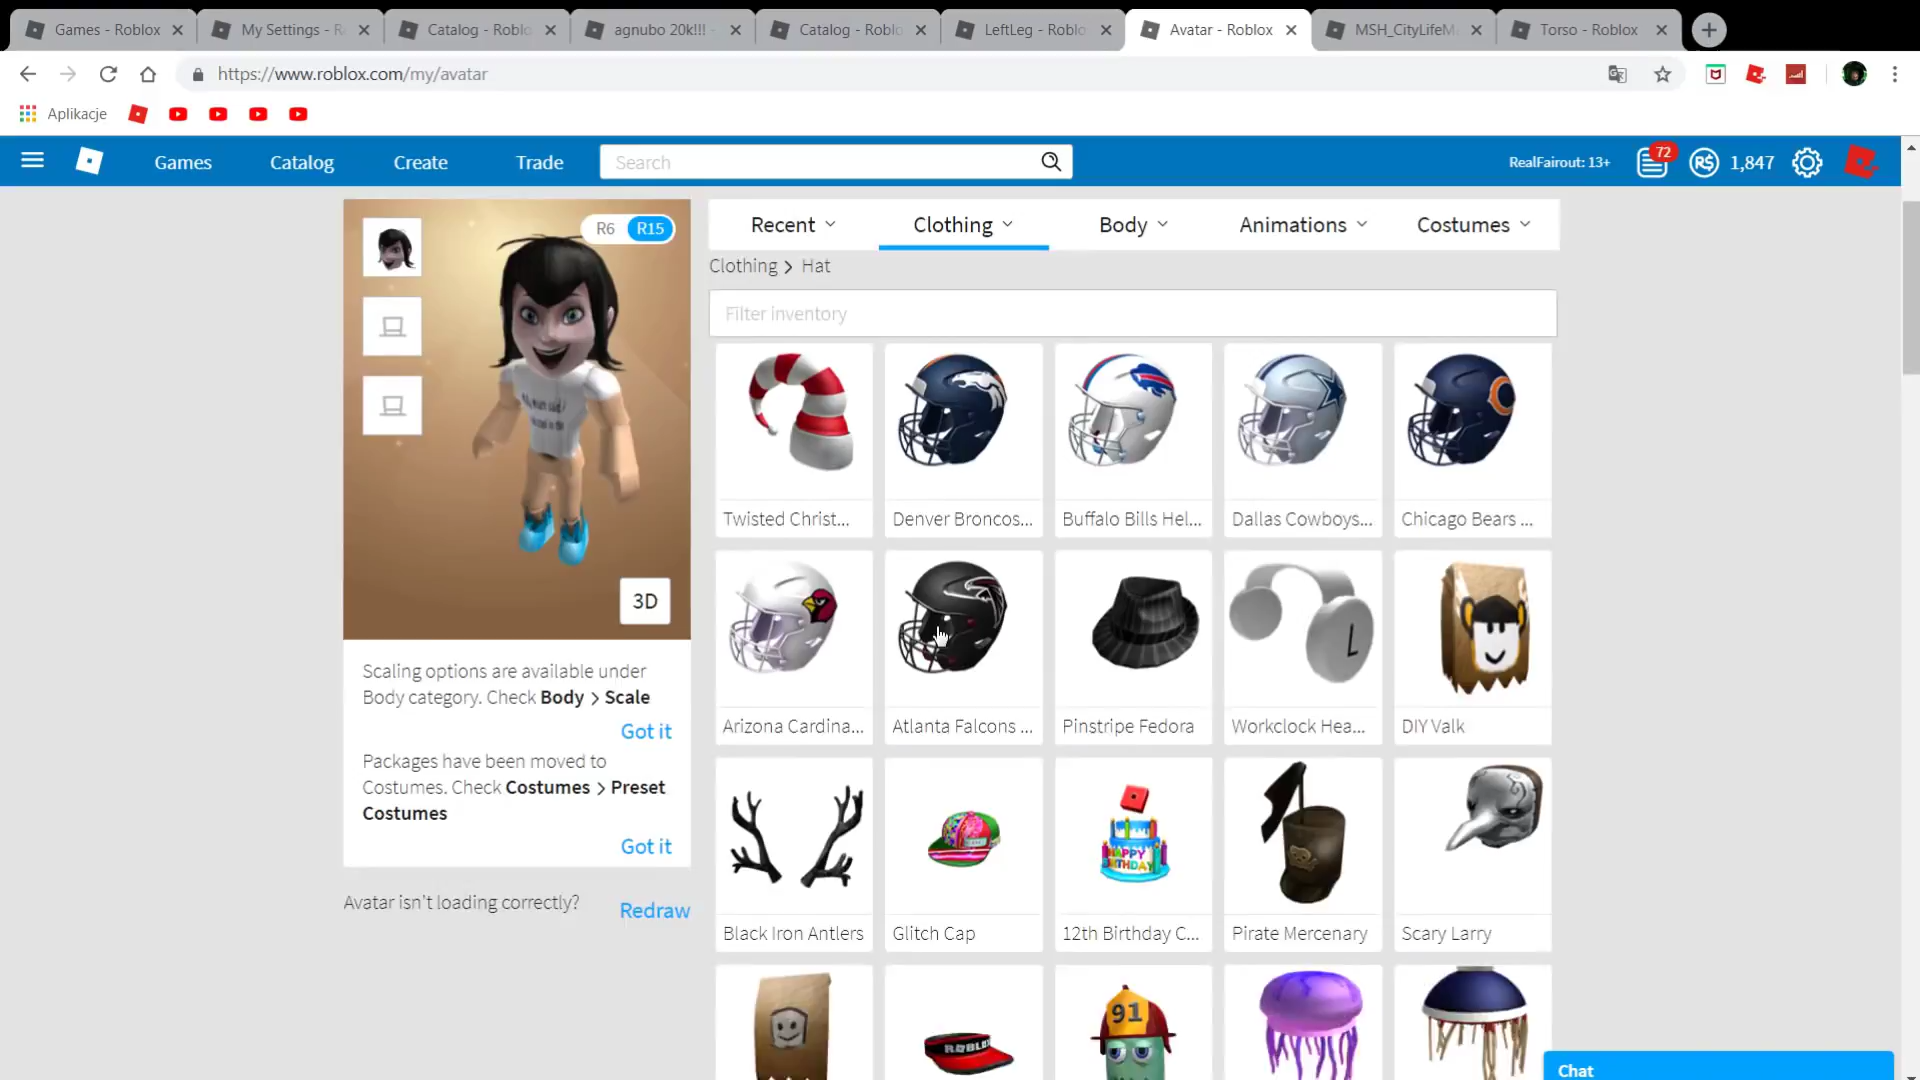 Games - Roblox
My Settings - R
Catalog - Roblo
agnubo 20k!!! -
Catalog - Roblo
LeftLeg - Roblo
Avatar - Roblox
MSH_CityLifeM
Torso - Roblox
https://www.roblox.com/my/avatar
Aplikacje
Games
Catalog
Create
Trade
Search
RealFairout: 13+
72
R$
1,847
R6
R15
Recent
Clothing
Body
Animations
Costumes
Clothing > Hat
Filter inventory
3D
Twisted Christ...
Denver Broncos...
Buffalo Bills Hel...
Dallas Cowboys...
Chicago Bears ...
Scaling options are available under
Body category. Check Body > Scale
Got it
Packages have been moved to
Costumes. Check Costumes > Preset
Costumes
Got it
L
Arizona Cardina...
Atlanta Falcons ...
Pinstripe Fedora
Workclock Hea...
DIY Valk
HAPPY
BIRTHDAY
Avatar isn't loading correctly?
Redraw
Black Iron Antlers
Glitch Cap
12th Birthday C...
Pirate Mercenary
Scary Larry
ROBLOX
91
Chat